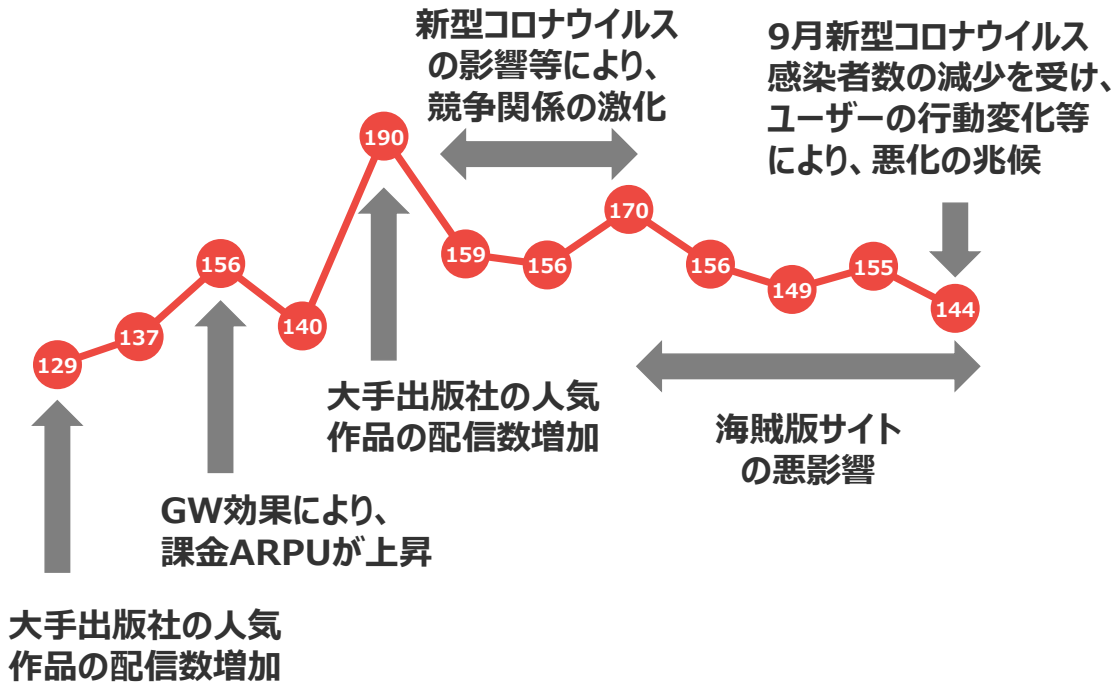 新型コロナウイルス
の影響等により、
競争関係の激化
9月新型コロナウイルス
感染者数の減少を受け、
ユーザーの行動変化等
により、悪化の兆候
129
137
156
140
190
159
156
170
156
149
155
144
大手出版社の人気
作品の配信数増加
海賊版サイト
の悪影響
GW効果により、
課金ARPUが上昇
大手出版社の人気
作品の配信数増加